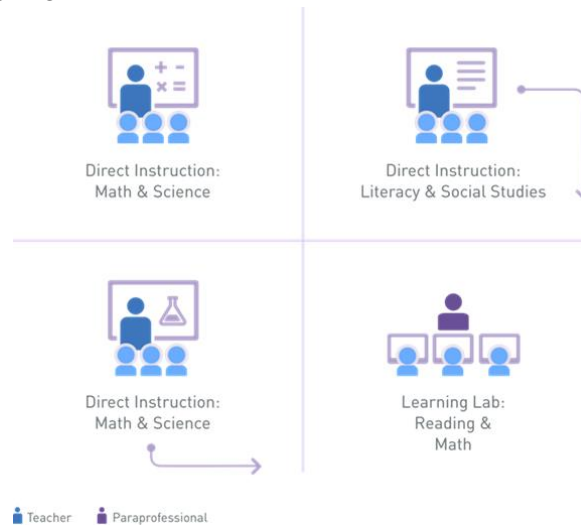 Direct Instruction:
Math & Science
Direct Instruction:
Literacy & Social Studies
Direct Instruction:
Math & Science
Learning Lab:
Reading &
Math
Teacher
Paraprofessional